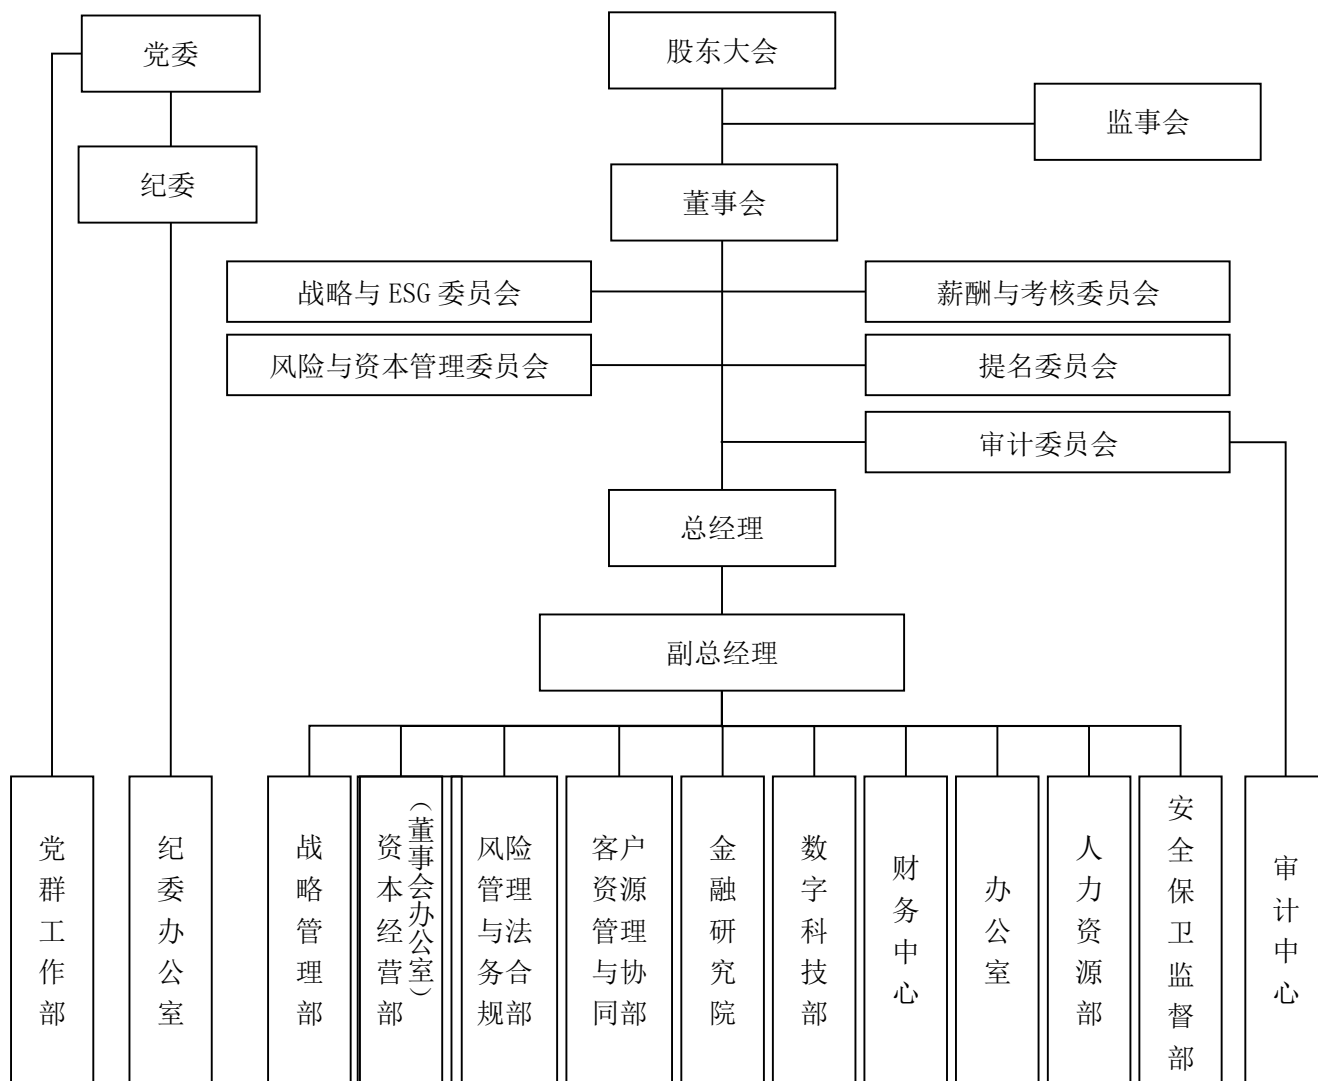 党委
股东大会
监事会
纪委
董事会
战略与 ESG 委员会
薪酬与考核委员会
风险与资本管理委员会
提名委员会
审计委员会
总经理
副总经理
党群工作部
纪委办公室
战略管理部
资本经营部
（董事会办公室）
风险
管理
与法
务合
规部
客户
资源
管理
与协
同部
金融研究院
数字科技部
财务中心
办公室
人力资源部
安全保卫监督部
审计中心